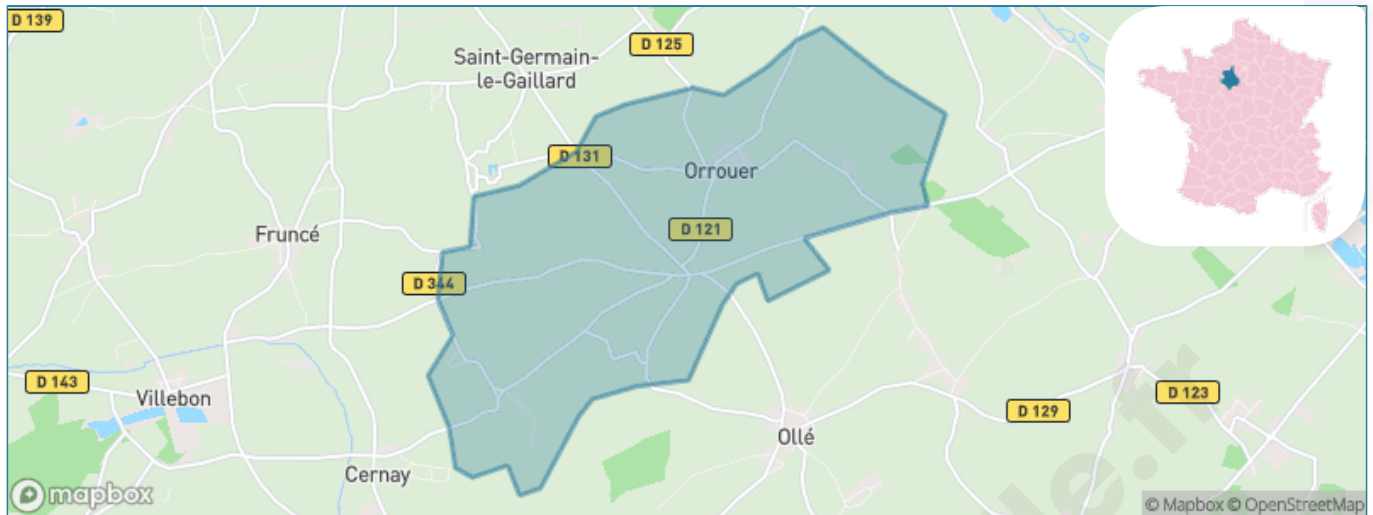 D 139
D 125
Saint-Germain-
le-Gaillard
D 131
Orrouer
D 121
Fruncé
D 344
D 143
Villebon
D 123
D 129
Ollé
Cernay
mapbox
© Mapbox © OpenStreetMap